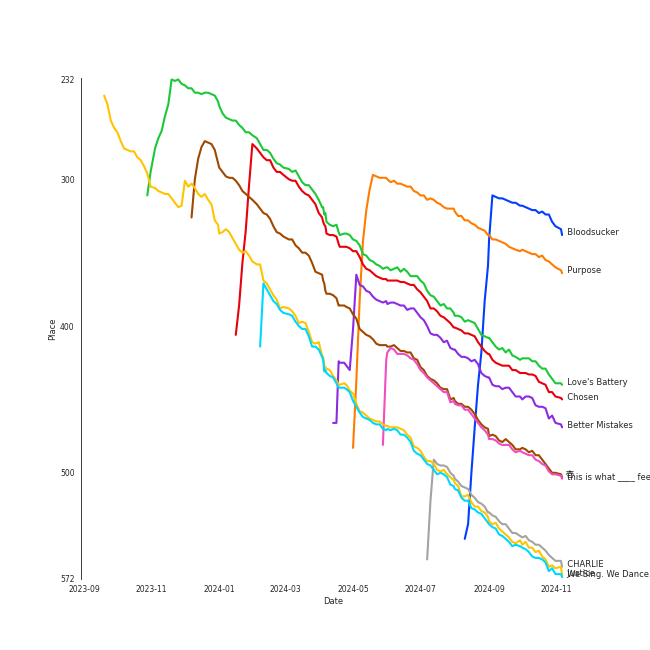 232
300
400
500
572
Place
2023-09
2023-11
2024-01
2024-03
2024-05
2024-07
2024-09
2024-11
Date
Bloodsucker
Purpose
Love's Battery
Chosen
Better Mistakes
this is what ____ fee
CHARLIE
We Sing. We Dance.